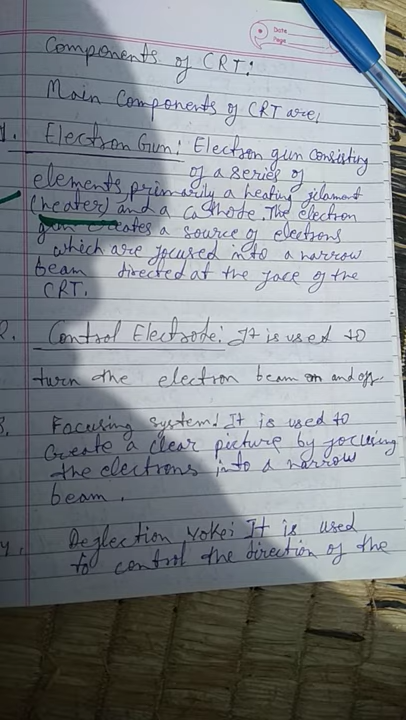 Date
Page
Components of CRT:
Main Components of CRT are,
1. Electron Gun: Electron gun consisting
of a series of
elements, primarily a heating filament
(heater) and a cathode. The electron
gun creates a source of electrons
which are focused into a narrow
beam directed at the face of the
CRT.
2. Control Electrode: It is used to
turn the electron beam on and off.
3. Focusing system: It is used to
Create a clear picture by focusing
the electrons into a narrow
beam.
4. Deflection yoke: It is used
to control the direction of the